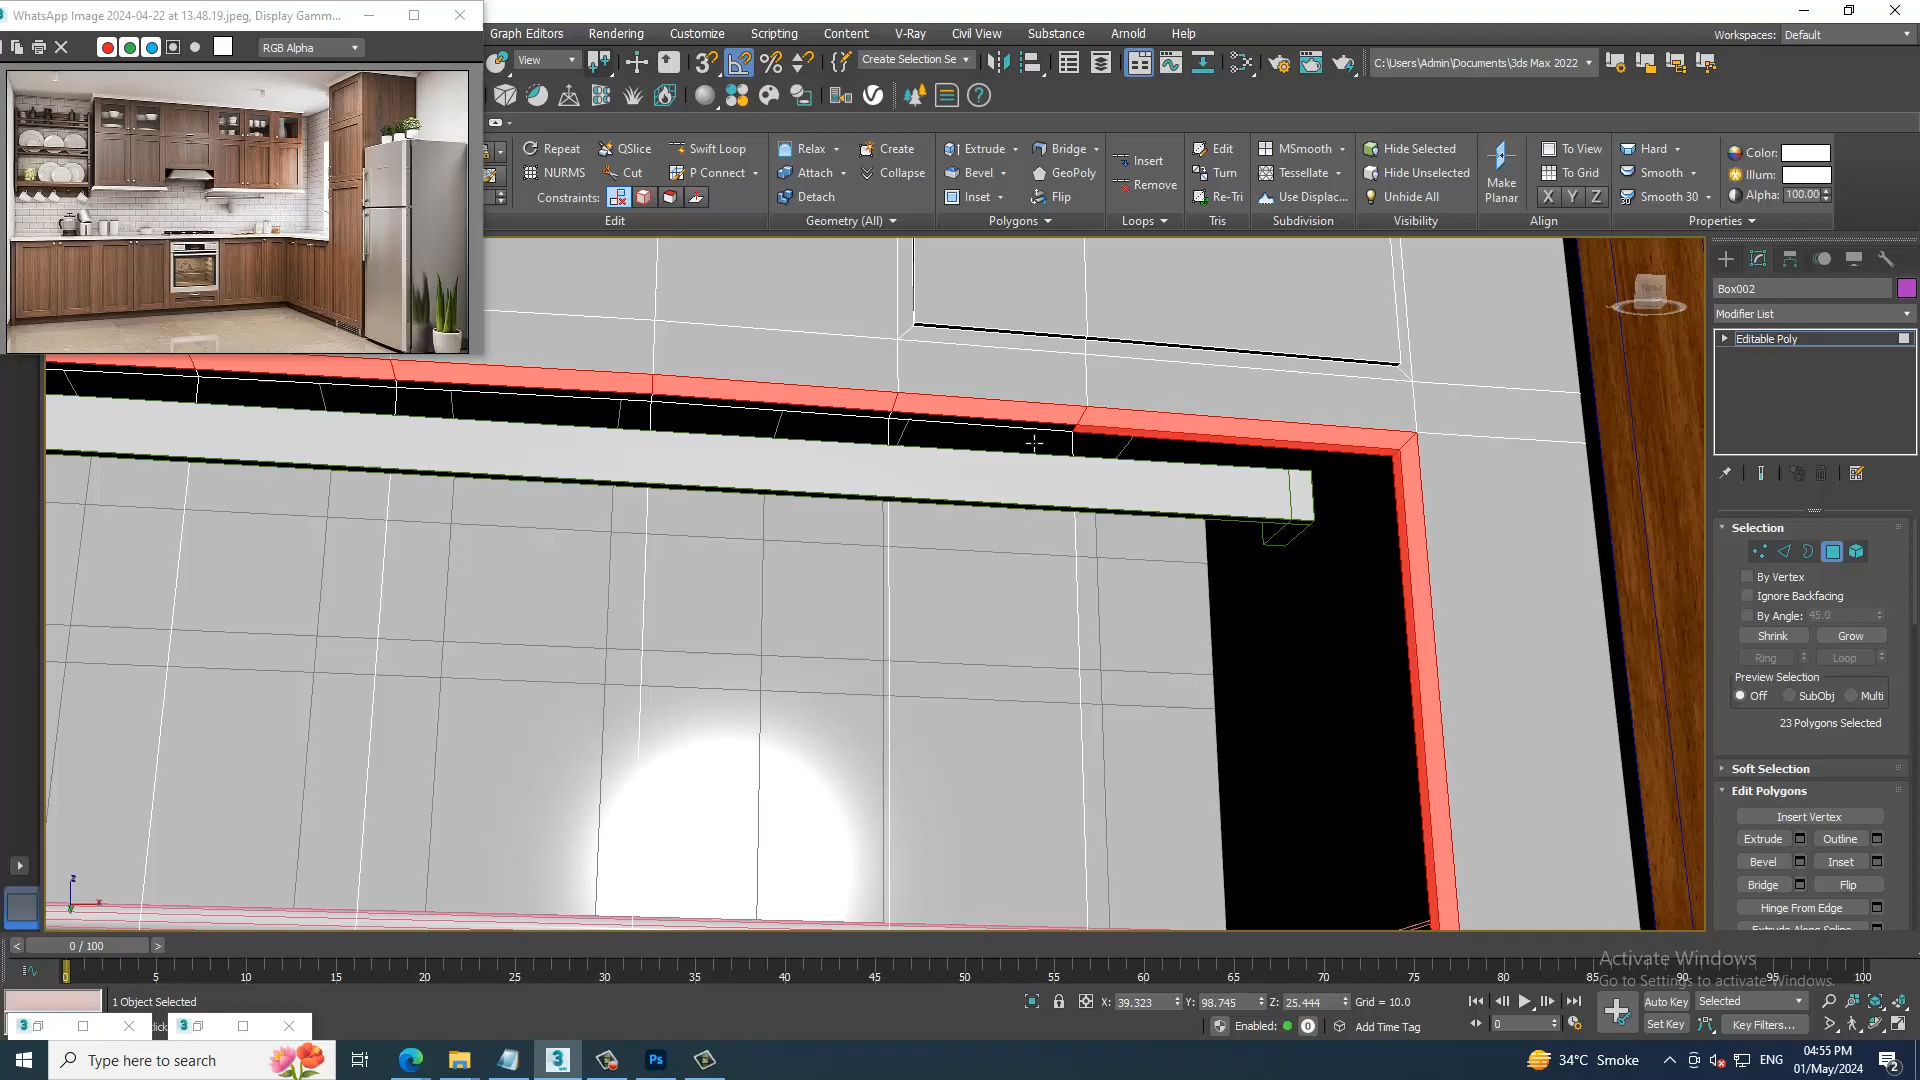 WhatsApp Image 2024-04-22 at 13.48.19.jpeg, Display Gamm...
RGB Alpha
Graph Editors Rendering Customize Scripting Content V-Ray Civil View Substance Arnold Help
Workspaces: Default
View
Create Selection Se
C:\Users\Admin\Documents\3ds Max 2022
Repeat QSlice Swift Loop Relax Create Extrude Bridge Insert Edit MSmooth Hide Selected To View Hard Color:
NURMS Cut P Connect Attach Collapse Bevel GeoPoly Remove Turn Tessellate Hide Unselected Make Planar To Grid Smooth Illum:
Constraints: Detach Inset Flip Re-Tri Use Displac... Unhide All X Y Z Smooth 30 Alpha: 100.00
Edit Geometry (All) Polygons Loops Tris Subdivision Visibility Align Properties
FRONT
Box002
Modifier List
Editable Poly
Selection
By Vertex
Ignore Backfacing
By Angle: 45.0
Shrink Grow
Ring Loop
Preview Selection
Off SubObj Multi
23 Polygons Selected
Soft Selection
Edit Polygons
Insert Vertex
Extrude Outline
Bevel Inset
Bridge Flip
Hinge From Edge
z
x
0 / 100
Activate Windows
Go to Settings to activate Windows.
0 5 10 15 20 25 30 35 40 45 50 55 60 65 70 75 80 85 90 95 100
1 Object Selected
X: 39.323 Y: 98.745 Z: 25.444 Grid = 10.0
Auto Key Selected
Enabled: 0 Add Time Tag
0
Set Key Key Filters...
Type here to search
34°C Smoke
ENG
04:55 PM
01/May/2024
2